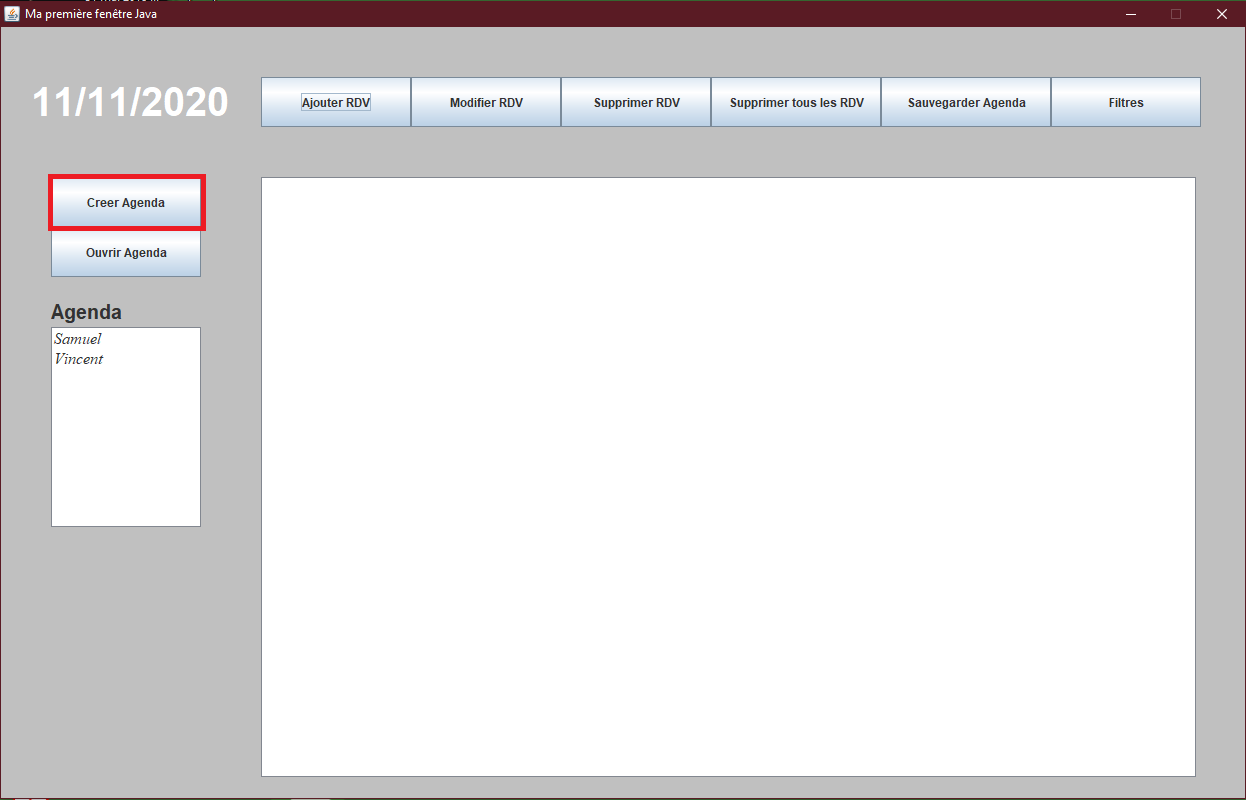 Ma première fenêtre Java
11/11/2020
Ajouter RDV
Modifier RDV
Supprimer RDV
Supprimer tous les RDV
Sauvegarder Agenda
Filtres
Creer Agenda
Ouvrir Agenda
Agenda
Samuel
Vincent